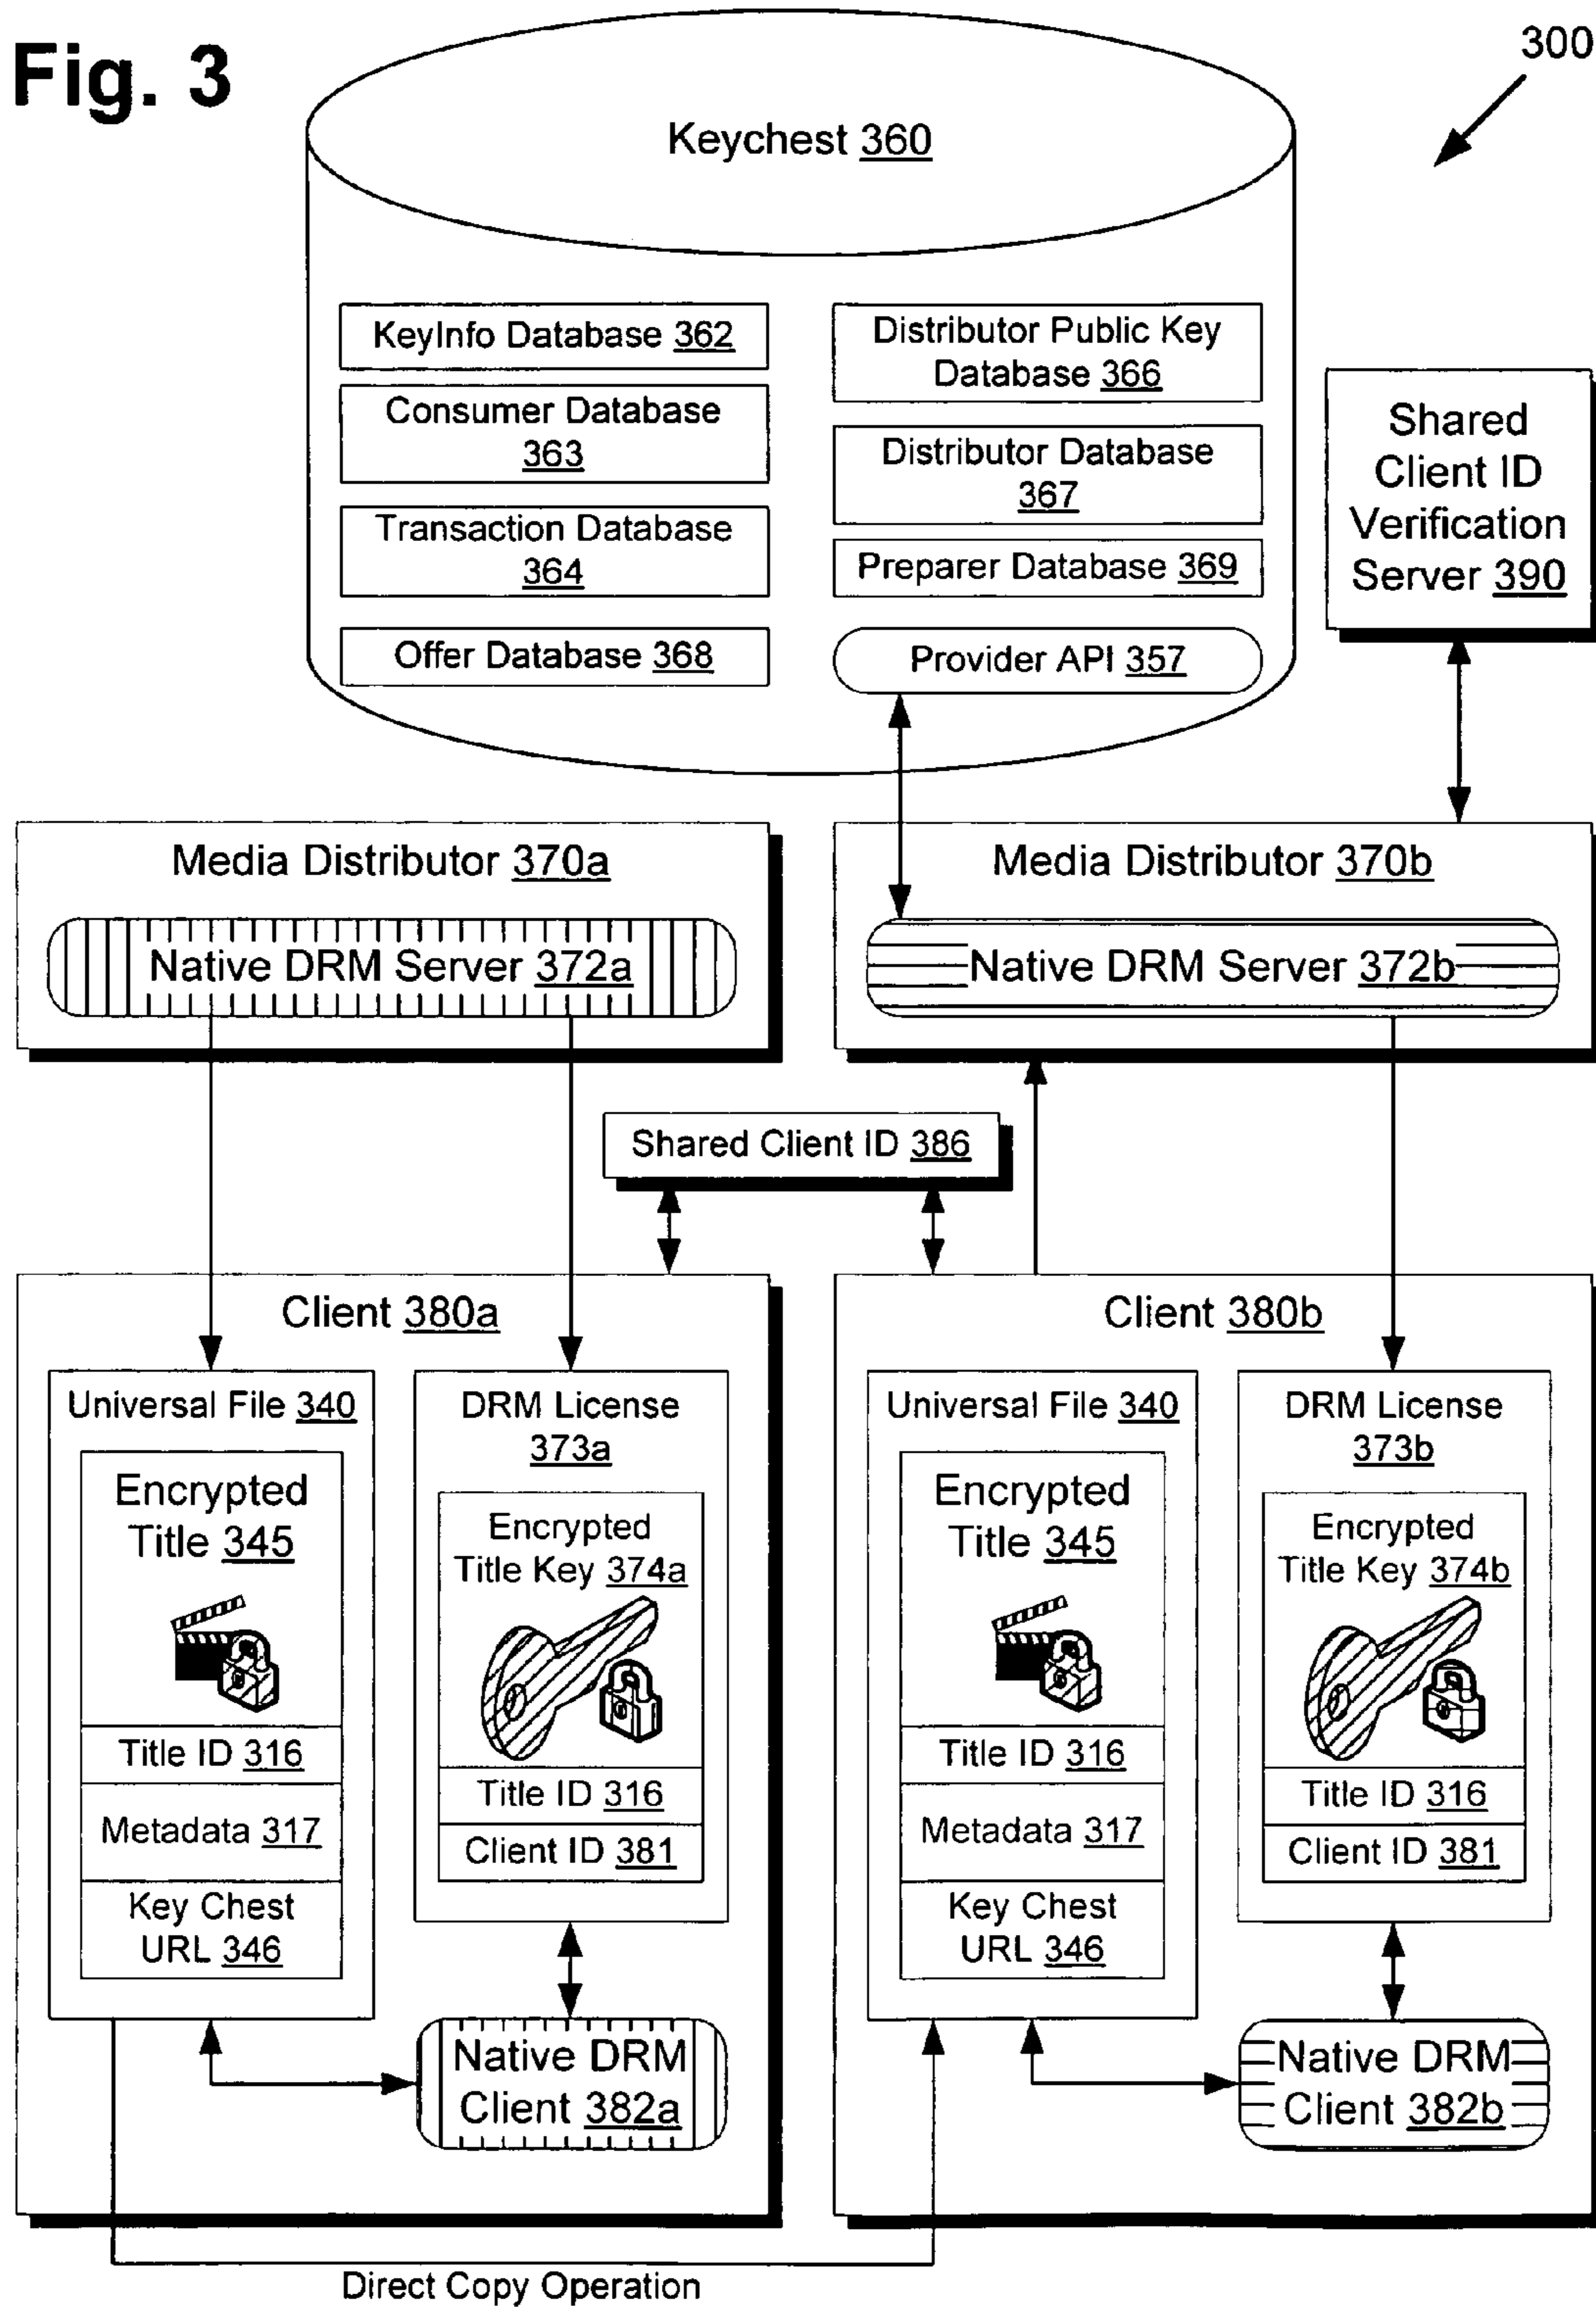 Fig. 3
300
Keychest 360
KeyInfo Database 362
Consumer Database
363
Transaction Database
364
Offer Database 368
Distributor Public Key
Database 366
Distributor Database
367
Preparer Database 369
Provider API 357
Shared
Client ID
Verification
Server 390
Media Distributor 370a
Native DRM Server 372a
Media Distributor 370b
Native DRM Server 372b
Shared Client ID 386
Client 380a
Universal File 340
Encrypted
Title 345
Title ID 316
Metadata 317
Key Chest
URL 346
DRM License
373a
Encrypted
Title Key 374a
Title ID 316
Client ID 381
Native DRM
Client 382a
Client 380b
Universal File 340
Encrypted
Title 345
Title ID 316
Metadata 317
Key Chest
URL 346
DRM License
373b
Encrypted
Title Key 374b
Title ID 316
Client ID 381
Native DRM
Client 382b
Direct Copy Operation